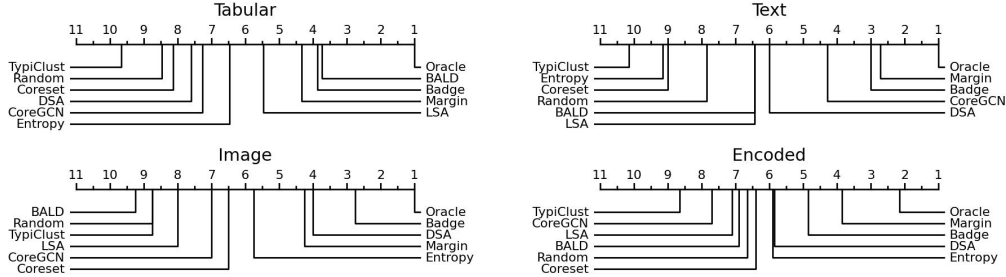 Tabular
11 10 9 8 7 6 5 4 3 2 1
TypiClust
Random
Coreset
DSA
CoreGCN
Entropy
Oracle
BALD
Badge
Margin
LSA
Text
11 10 9 8 7 6 5 4 3 2 1
TypiClust
Entropy
Coreset
Random
BALD
LSA
Oracle
Margin
Badge
CoreGCN
DSA
Image
11 10 9 8 7 6 5 4 3 2 1
BALD
Random
TypiClust
LSA
CoreGCN
Coreset
Oracle
Badge
DSA
Margin
Entropy
Encoded
11 10 9 8 7 6 5 4 3 2 1
TypiClust
CoreGCN
LSA
BALD
Random
Coreset
Oracle
Margin
Badge
DSA
Entropy